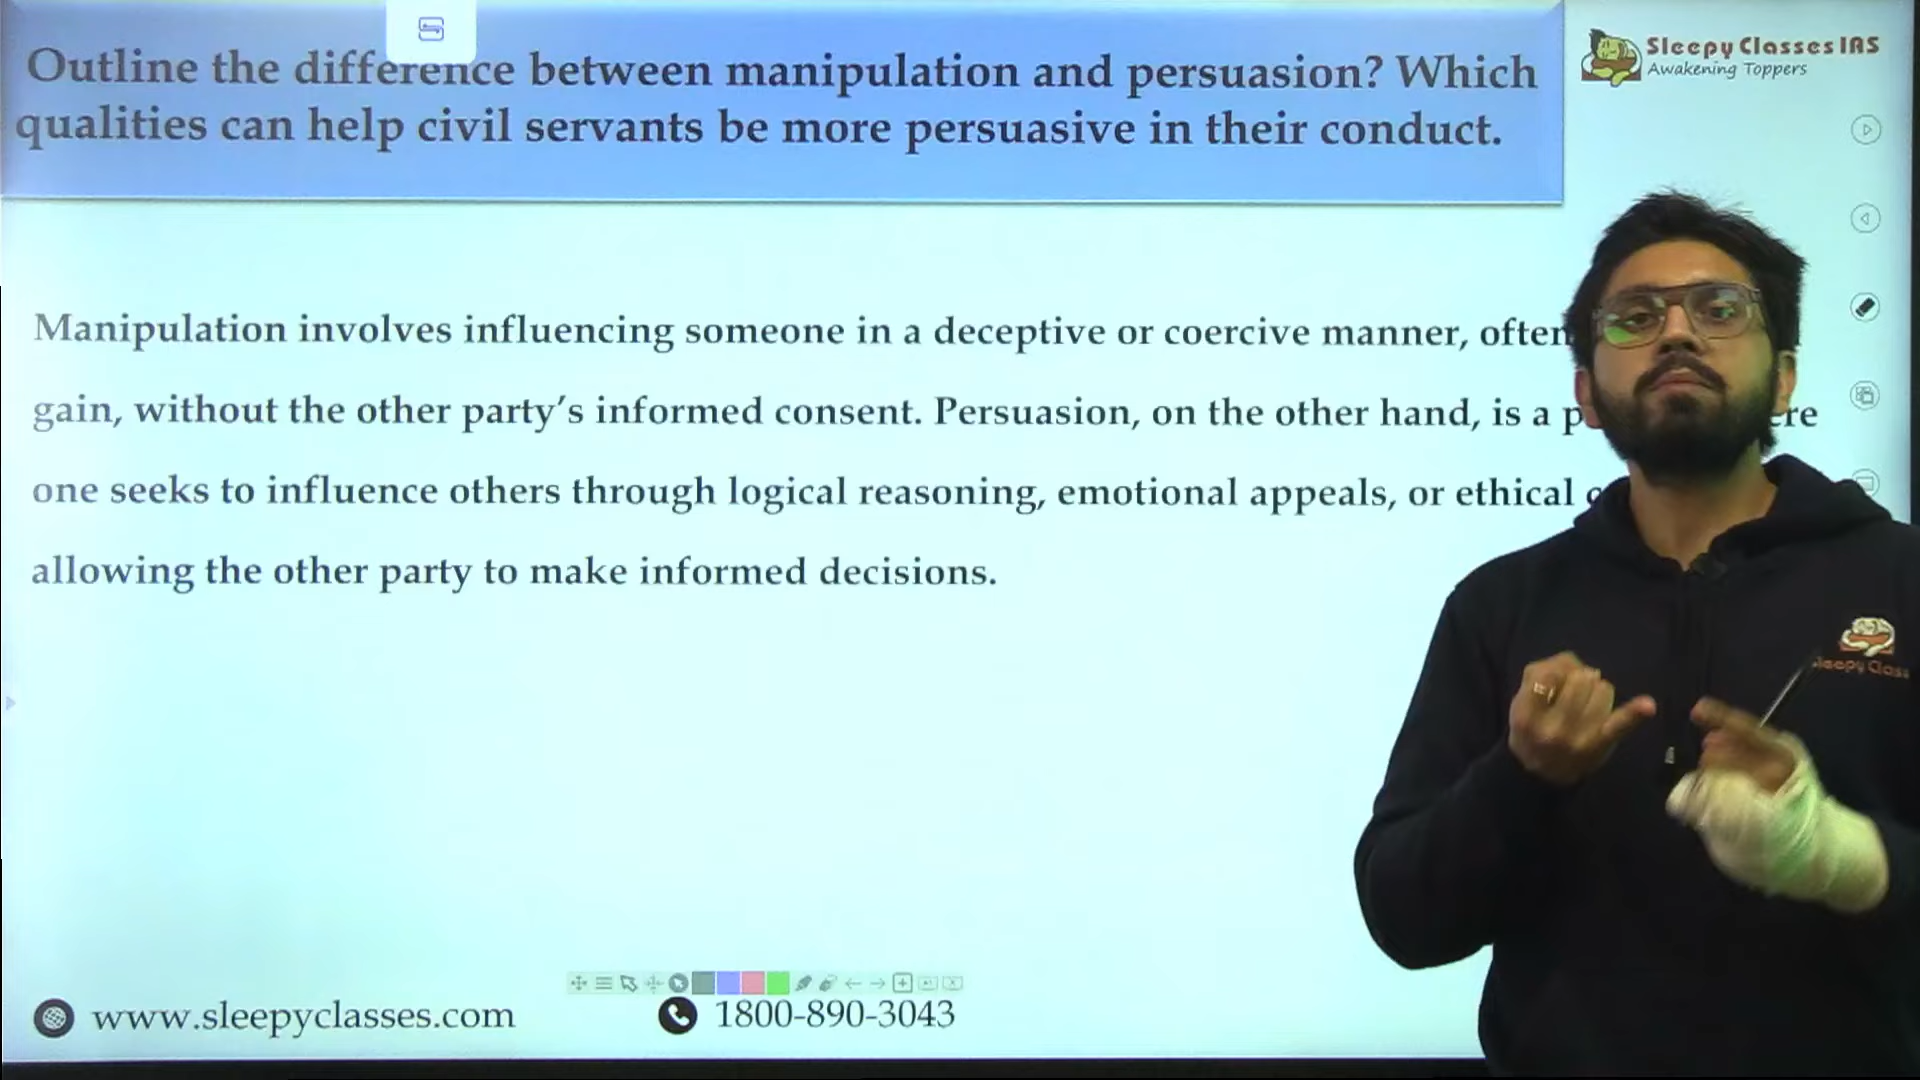 Outline the difference between manipulation and persuasion? Which
qualities can help civil servants be more persuasive in their conduct.
Sleepy Classes IAS
Awakening Toppers
Manipulation involves influencing someone in a deceptive or coercive manner, often
gain, without the other party's informed consent. Persuasion, on the other hand, is a
one seeks to influence others through logical reasoning, emotional appeals, or ethical
allowing the other party to make informed decisions.
Sleepy Class
www.sleepyclasses.com
1800-890-3043